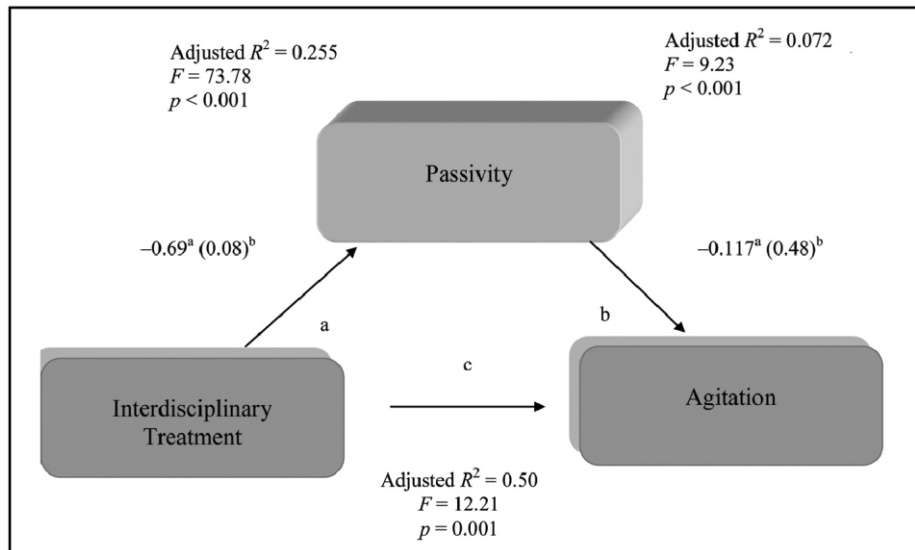 Adjusted R² = 0.255
F = 73.78
p < 0.001
Adjusted R² = 0.072
F = 9.23
p < 0.001
Passivity
–0.69ᵃ (0.08)ᵇ
–0.117ᵃ (0.48)ᵇ
a
b
c
Interdisciplinary
Treatment
Agitation
Adjusted R² = 0.50
F = 12.21
p = 0.001